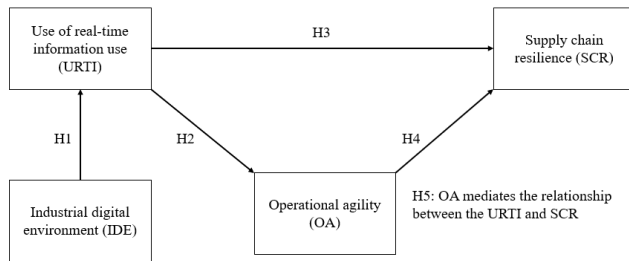 Use of real-time
information use
(URTI)
H3
Supply chain
resilience (SCR)
H1
H2
H4
Industrial digital
environment (IDE)
Operational agility
(OA)
H5: OA mediates the relationship
between the URTI and SCR